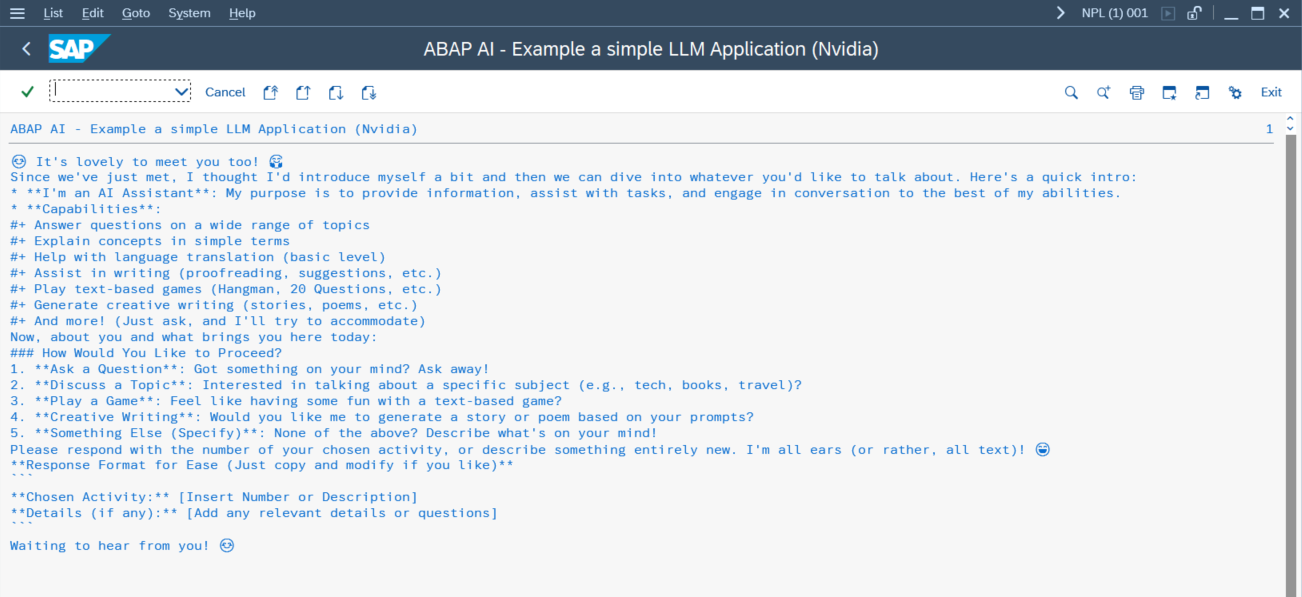 List Edit Goto System Help NPL (1) 001
SAP ABAP AI - Example a simple LLM Application (Nvidia)
Cancel Exit
ABAP AI - Example a simple LLM Application (Nvidia) 1
😊 It's lovely to meet you too! 🤗
Since we've just met, I thought I'd introduce myself a bit and then we can dive into whatever you'd like to talk about. Here's a quick intro:
* **I'm an AI Assistant**: My purpose is to provide information, assist with tasks, and engage in conversation to the best of my abilities.
* **Capabilities**:
#+ Answer questions on a wide range of topics
#+ Explain concepts in simple terms
#+ Help with language translation (basic level)
#+ Assist in writing (proofreading, suggestions, etc.)
#+ Play text-based games (Hangman, 20 Questions, etc.)
#+ Generate creative writing (stories, poems, etc.)
#+ And more! (Just ask, and I'll try to accommodate)
Now, about you and what brings you here today:
### How Would You Like to Proceed?
1. **Ask a Question**: Got something on your mind? Ask away!
2. **Discuss a Topic**: Interested in talking about a specific subject (e.g., tech, books, travel)?
3. **Play a Game**: Feel like having some fun with a text-based game?
4. **Creative Writing**: Would you like me to generate a story or poem based on your prompts?
5. **Something Else (Specify)**: None of the above? Describe what's on your mind!
Please respond with the number of your chosen activity, or describe something entirely new. I'm all ears (or rather, all text)! 😄
**Response Format for Ease (Just copy and modify if you like)**
```
**Chosen Activity:** [Insert Number or Description]
**Details (if any):** [Add any relevant details or questions]
```
Waiting to hear from you! 😊